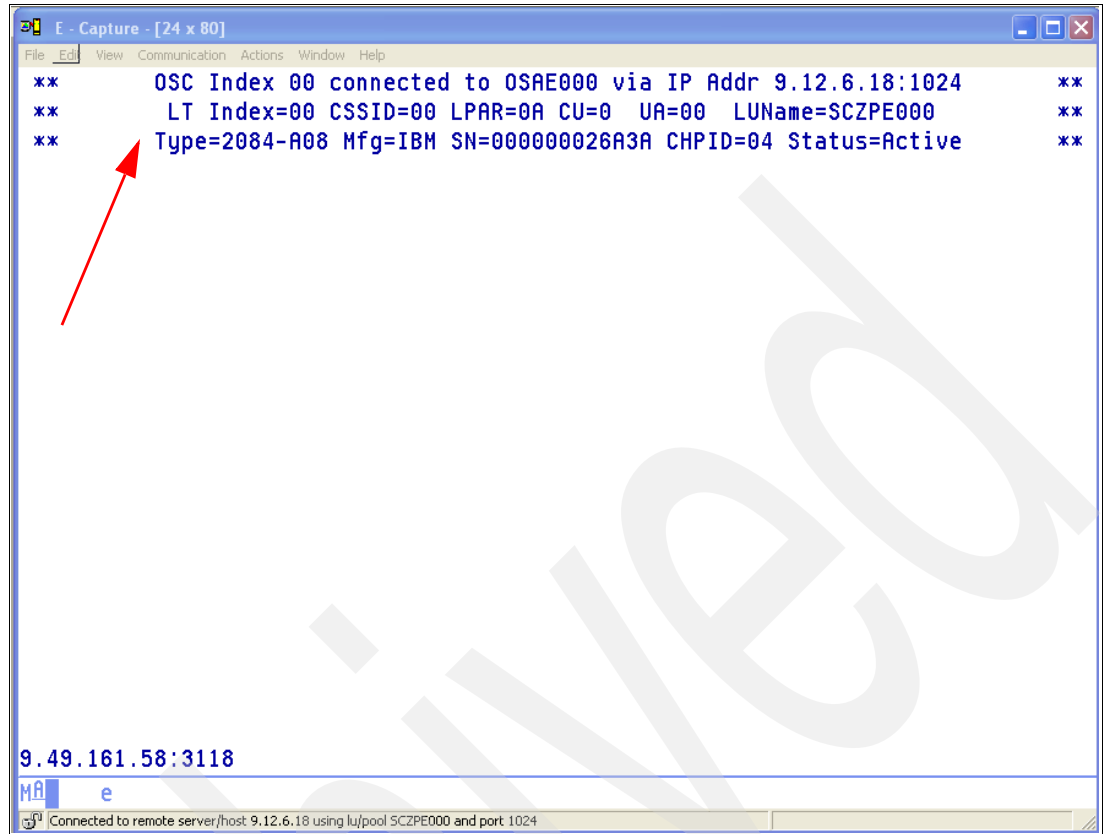 E - Capture - [24 x 80]
File Edit View Communication Actions Window Help
** OSC Index 00 connected to OSAE000 via IP Addr 9.12.6.18:1024 **
** LT Index=00 CSSID=00 LPAR=0A CU=0 UA=00 LUName=SCZPE000 **
** Type=2084-A08 Mfg=IBM SN=000000026A3A CHPID=04 Status=Active **
9.49.161.58:3118
MA e
Connected to remote server/host 9.12.6.18 using lu/pool SCZPE000 and port 1024